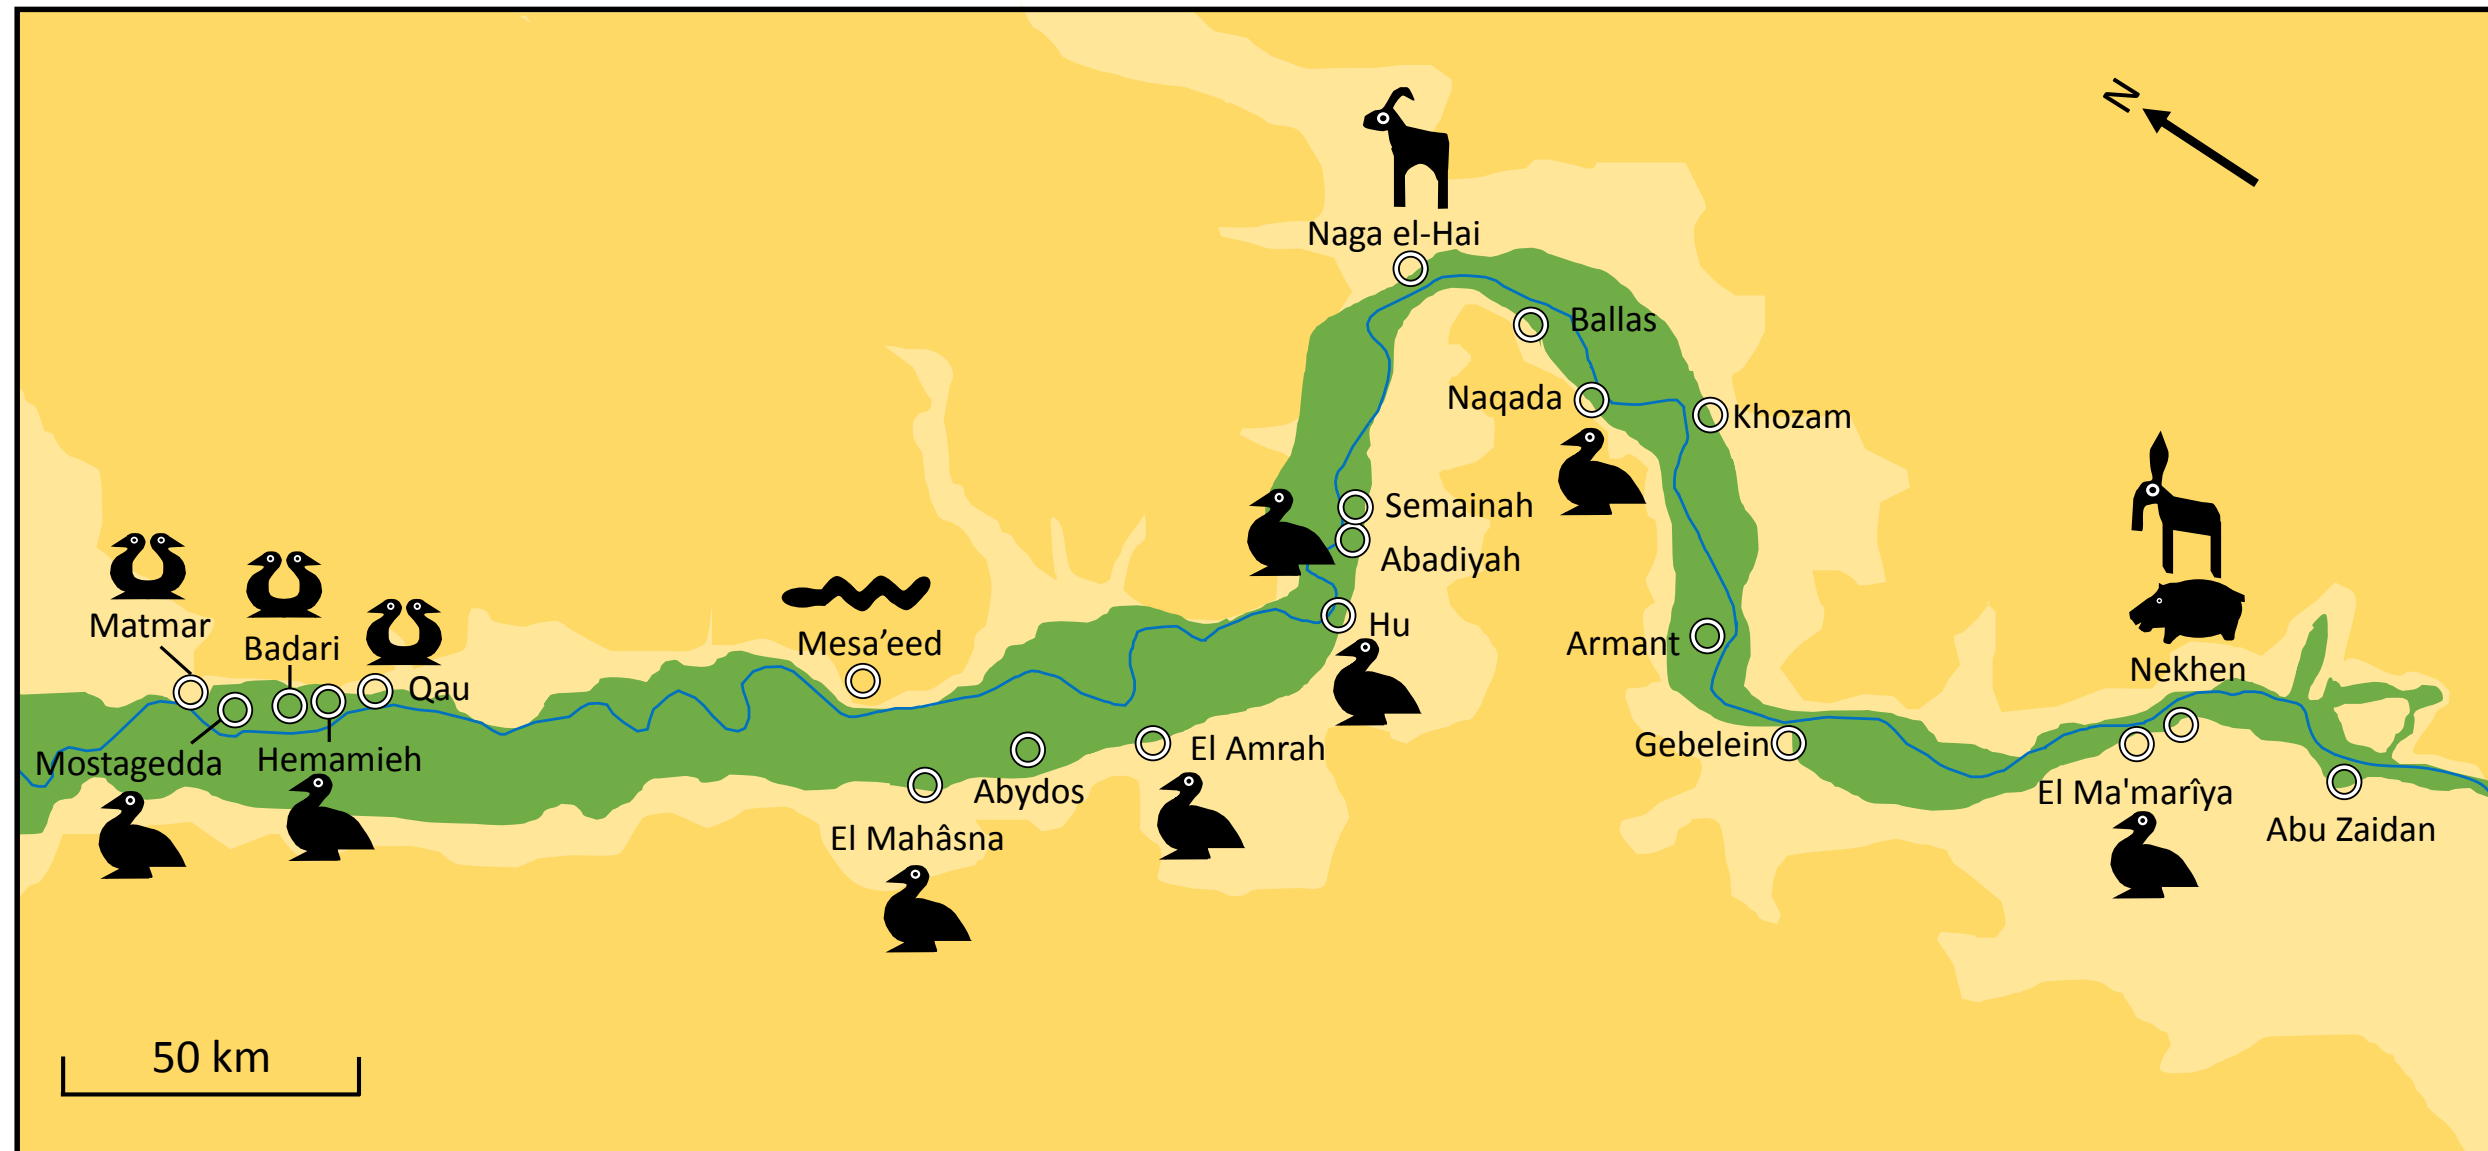 N
Naga el-Hai
Ballas
Naqada
Khozam
Semainah
Abadiyah
Matmar
Hu
Badari
Mesa’eed
Armant
Qau
Nekhen
Mostagedda
Hemamieh
El Amrah
Gebelein
Abydos
El Ma'marîya
El Mahâsna
Abu Zaidan
50 km